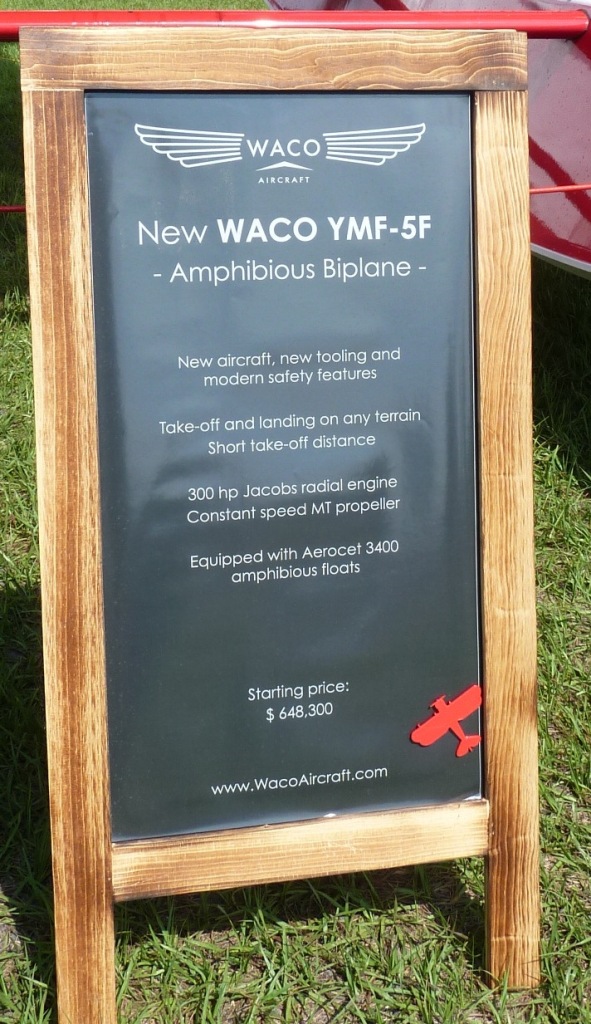 WACO
AIRCRAFT
New WACO YMF-5F
- Amphibious Biplane -
New aircraft, new tooling and
modern safety features
Take-off and landing on any terrain
Short take-off distance
300 hp Jacobs radial engine
Constant speed MT propeller
Equipped with Aerocet 3400
amphibious floats
Starting price:
$ 648,300
www.WacoAircraft.com